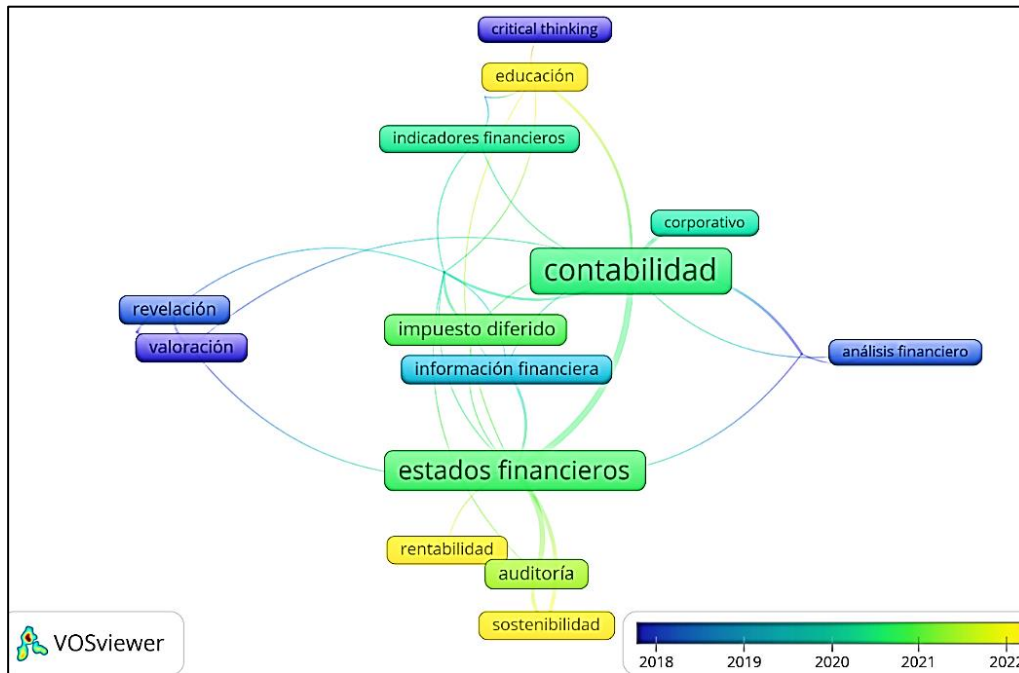 critical thinking
educación
indicadores financieros
corporativo
contabilidad
revelación
impuesto diferido
valoración
análisis financiero
información financiera
estados financieros
rentabilidad
auditoría
sostenibilidad
VOSviewer
2018 2019 2020 2021 2022